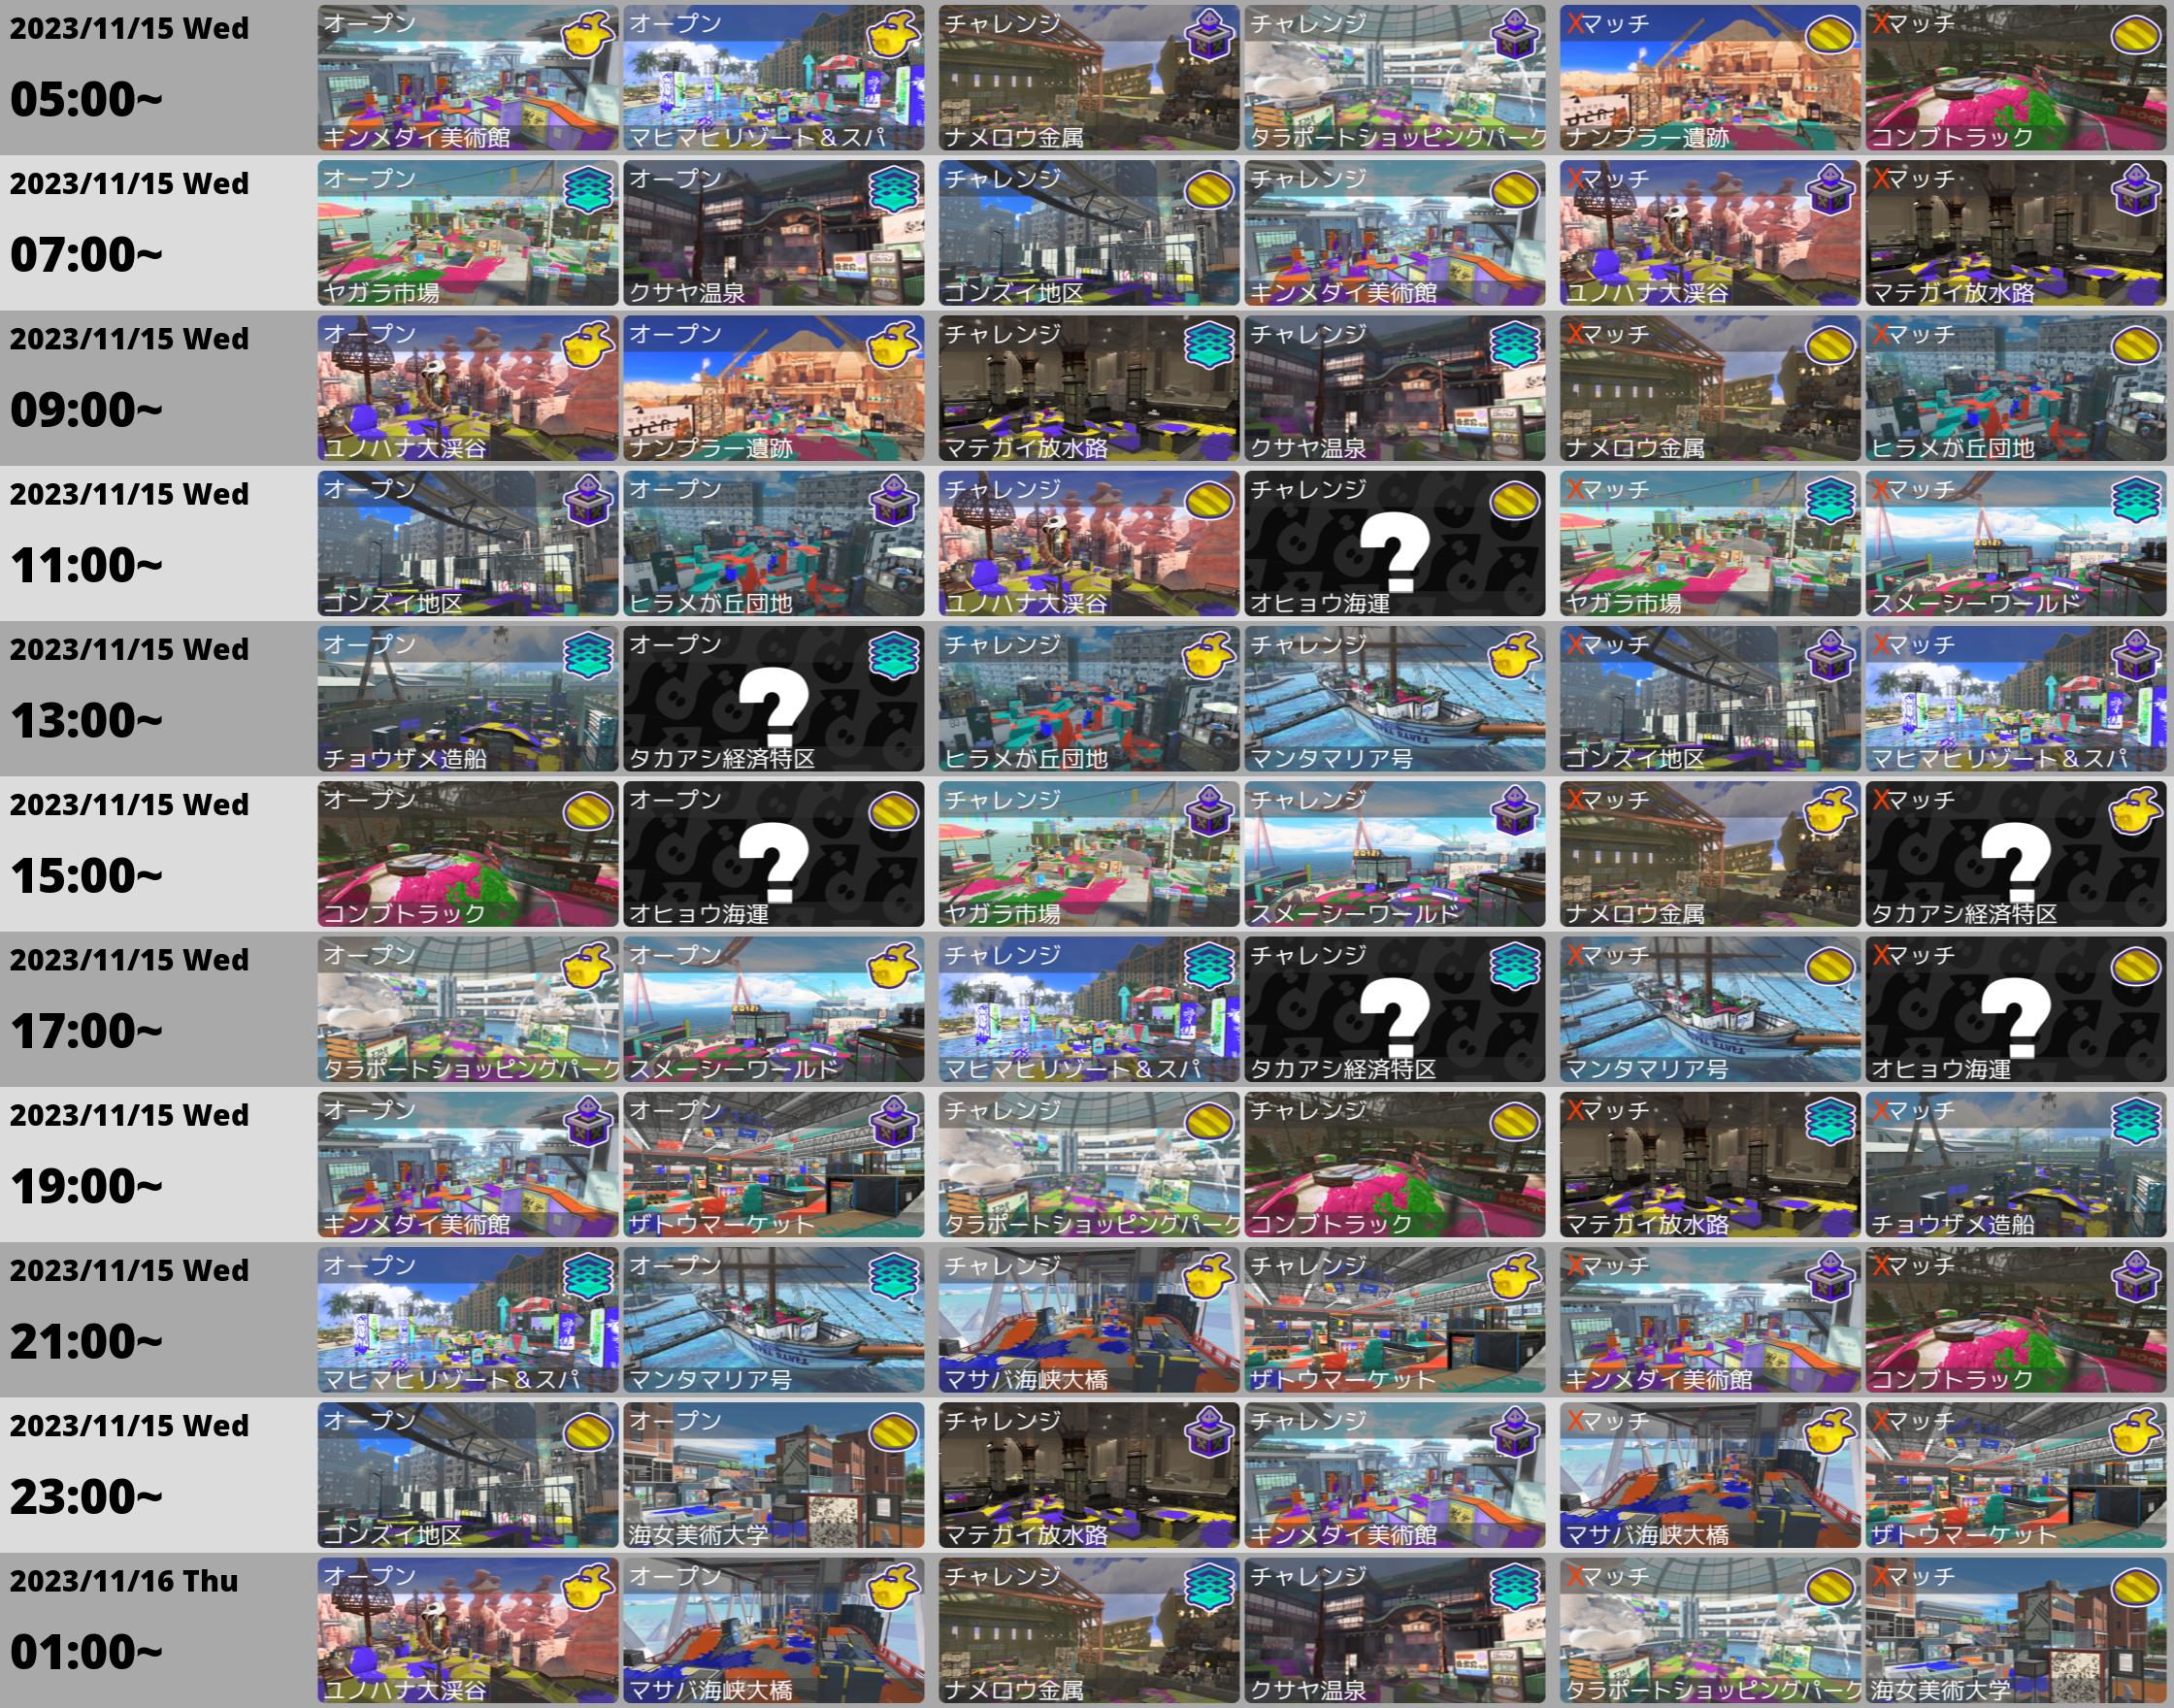 2023/11/15 Wed
05:00~
オープン
キンメダイ美術館
オープン
マヒマヒリゾート＆スパ
チャレンジ
ナメロウ金属
チャレンジ
タラポートショッピングパーク
Xマッチ
ナンプラー遺跡
Xマッチ
コンブトラック
2023/11/15 Wed
07:00~
オープン
ヤガラ市場
オープン
クサヤ温泉
チャレンジ
ゴンズイ地区
チャレンジ
キンメダイ美術館
Xマッチ
ユノハナ大渓谷
Xマッチ
マテガイ放水路
2023/11/15 Wed
09:00~
オープン
ユノハナ大渓谷
オープン
ナンプラー遺跡
チャレンジ
マテガイ放水路
チャレンジ
クサヤ温泉
Xマッチ
ナメロウ金属
Xマッチ
ヒラメが丘団地
2023/11/15 Wed
11:00~
オープン
ゴンズイ地区
オープン
ヒラメが丘団地
チャレンジ
ユノハナ大渓谷
チャレンジ
?
オヒョウ海運
Xマッチ
ヤガラ市場
Xマッチ
スメーシーワールド
2023/11/15 Wed
13:00~
オープン
チョウザメ造船
オープン
?
タカアシ経済特区
チャレンジ
ヒラメが丘団地
チャレンジ
マンタマリア号
Xマッチ
ゴンズイ地区
Xマッチ
マヒマヒリゾート＆スパ
2023/11/15 Wed
15:00~
オープン
コンブトラック
オープン
?
オヒョウ海運
チャレンジ
ヤガラ市場
チャレンジ
スメーシーワールド
Xマッチ
ナメロウ金属
Xマッチ
?
タカアシ経済特区
2023/11/15 Wed
17:00~
オープン
タラポートショッピングパーク
オープン
スメーシーワールド
チャレンジ
マヒマヒリゾート＆スパ
チャレンジ
?
タカアシ経済特区
Xマッチ
マンタマリア号
Xマッチ
?
オヒョウ海運
2023/11/15 Wed
19:00~
オープン
キンメダイ美術館
オープン
ザトウマーケット
チャレンジ
タラポートショッピングパーク
チャレンジ
コンブトラック
Xマッチ
マテガイ放水路
Xマッチ
チョウザメ造船
2023/11/15 Wed
21:00~
オープン
マヒマヒリゾート＆スパ
オープン
マンタマリア号
チャレンジ
マサバ海峡大橋
チャレンジ
ザトウマーケット
Xマッチ
キンメダイ美術館
Xマッチ
コンブトラック
2023/11/15 Wed
23:00~
オープン
ゴンズイ地区
オープン
海女美術大学
チャレンジ
マテガイ放水路
チャレンジ
キンメダイ美術館
Xマッチ
マサバ海峡大橋
Xマッチ
ザトウマーケット
2023/11/16 Thu
01:00~
オープン
ユノハナ大渓谷
オープン
マサバ海峡大橋
チャレンジ
ナメロウ金属
チャレンジ
クサヤ温泉
Xマッチ
タラポートショッピングパーク
Xマッチ
海女美術大学